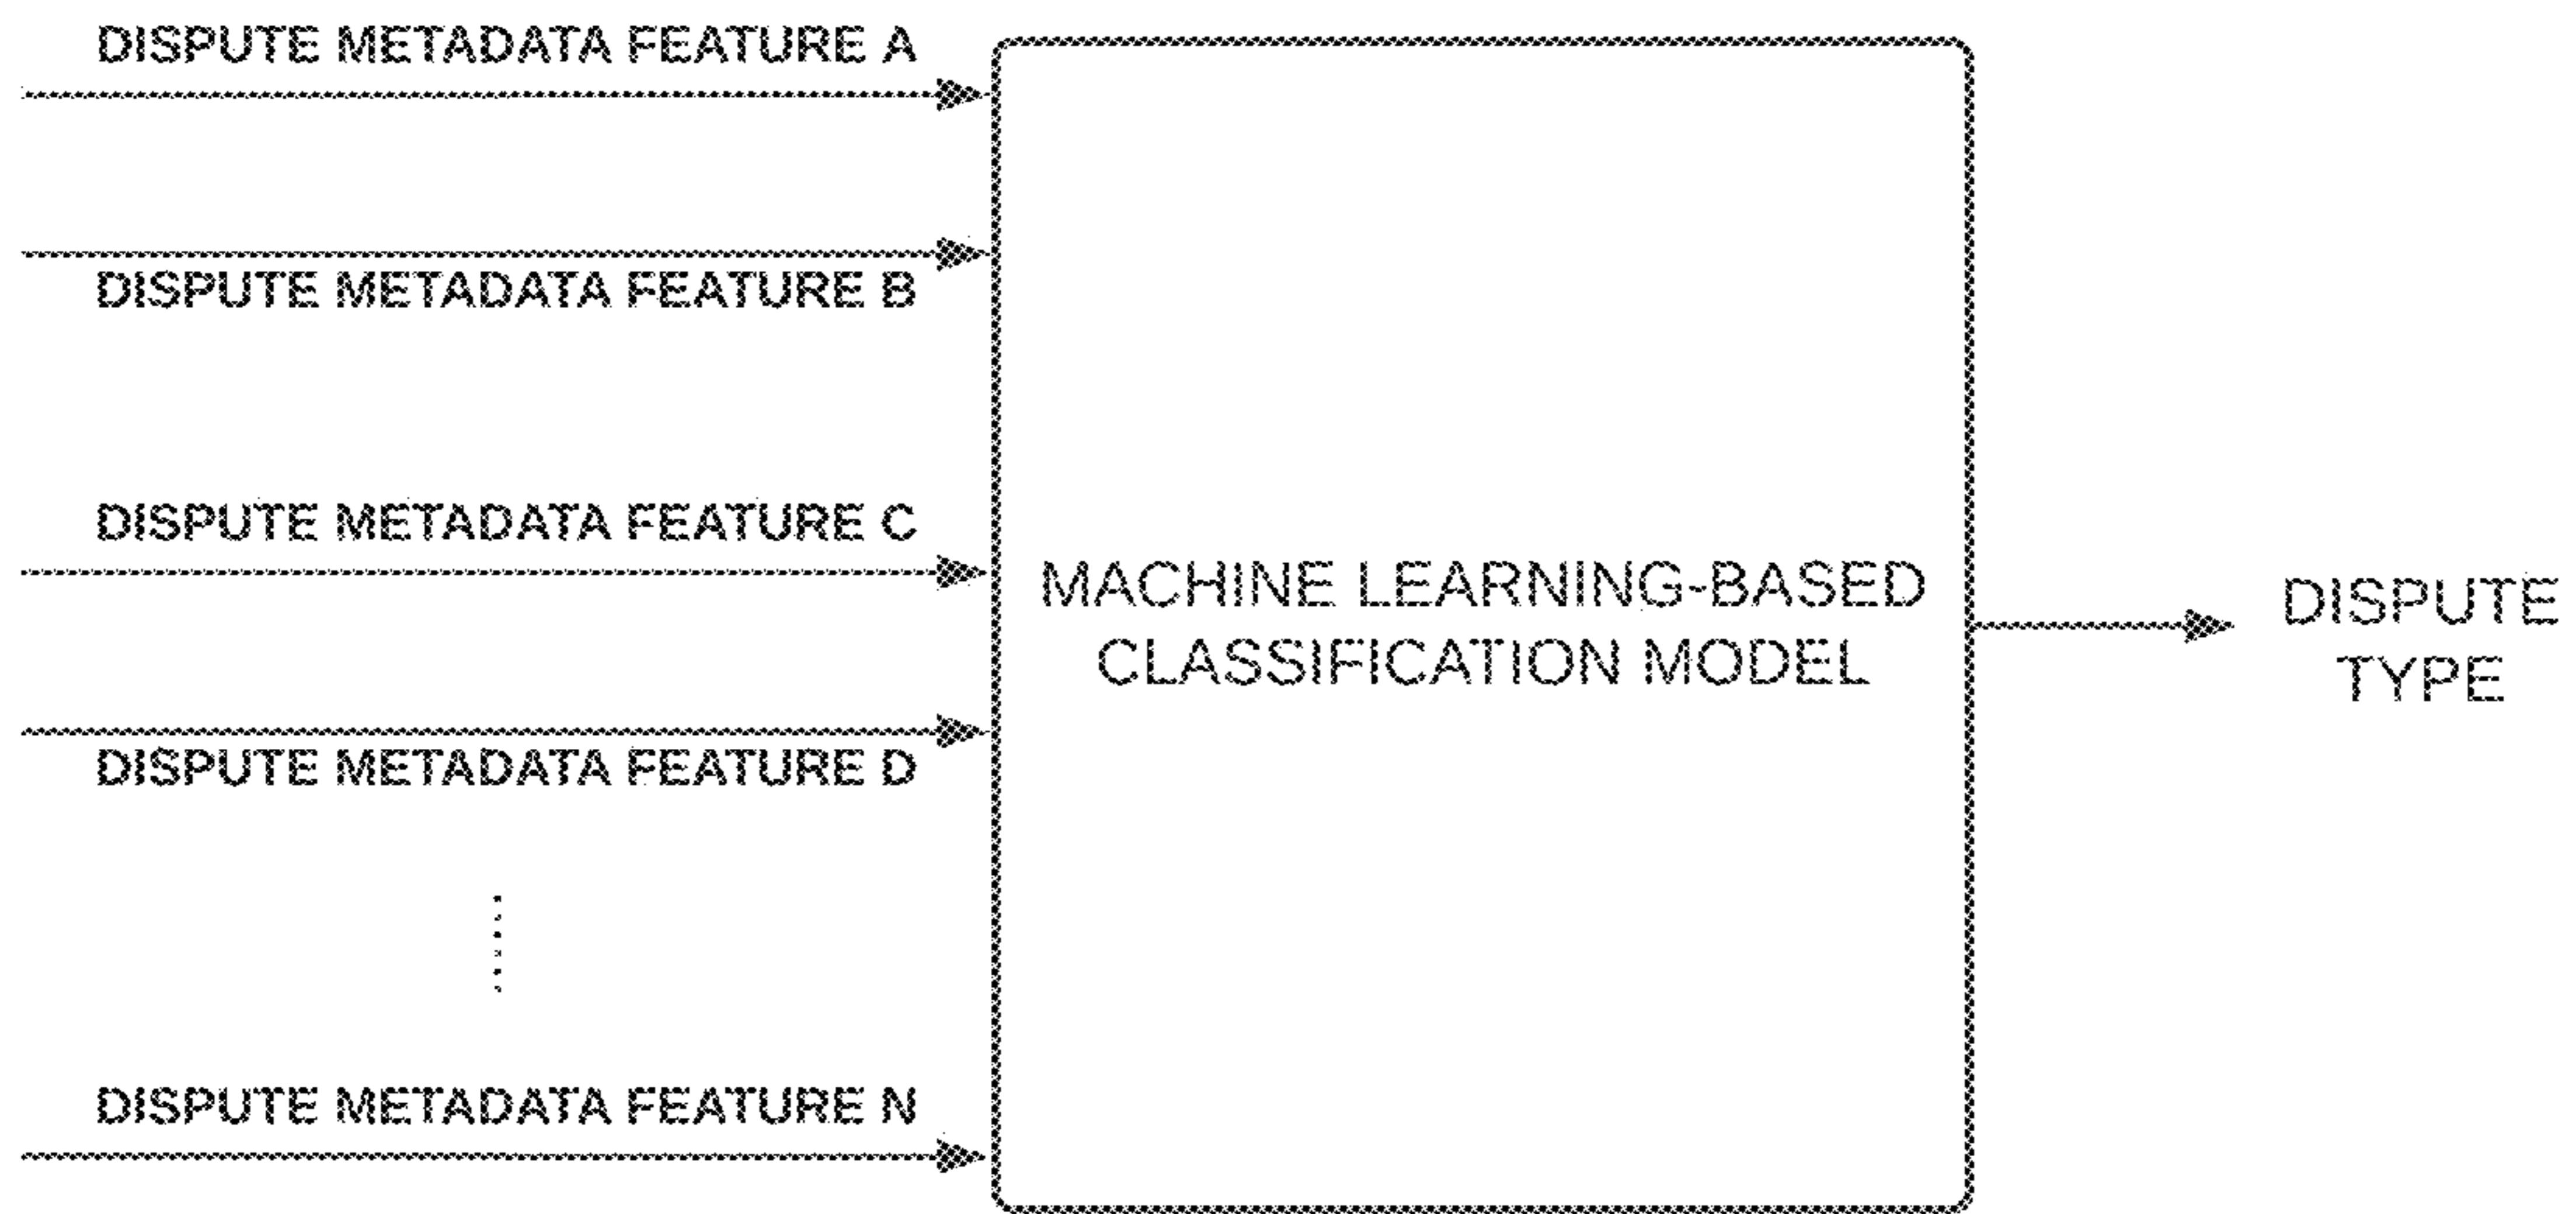 DISPUTE METADATA FEATURE A
DISPUTE METADATA FEATURE B
DISPUTE METADATA FEATURE C
DISPUTE METADATA FEATURE D
DISPUTE METADATA FEATURE N
MACHINE LEARNING-BASED
CLASSIFICATION MODEL
DISPUTE
TYPE